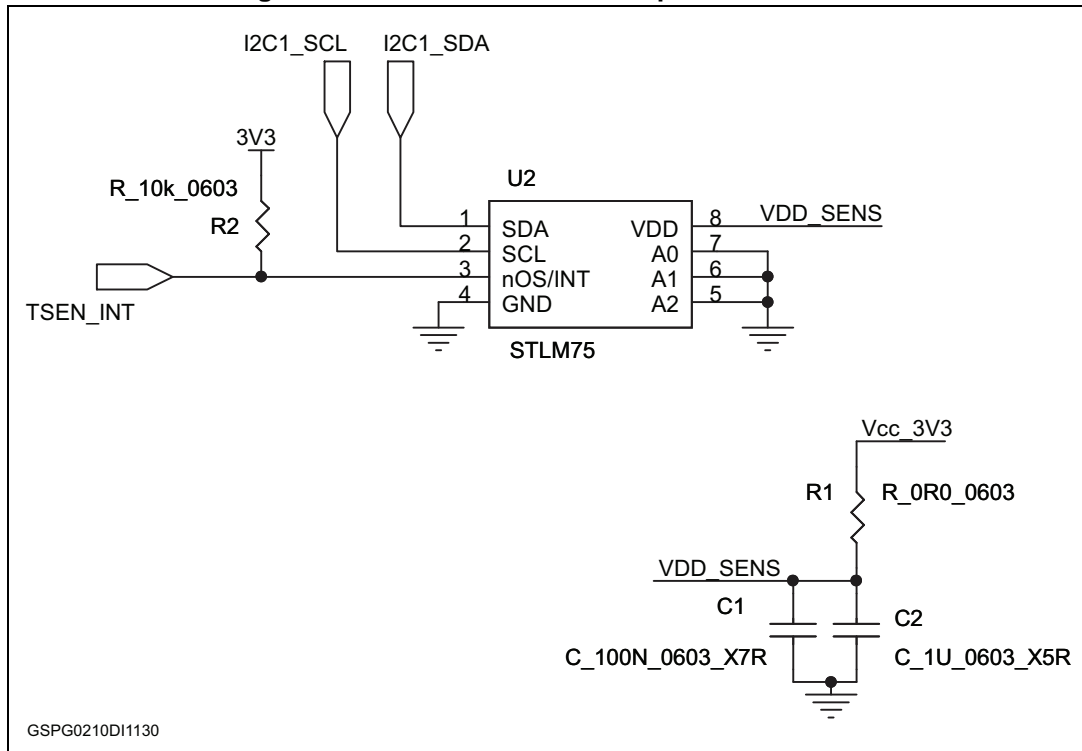 I2C1_SCL I2C1_SDA
3V3
R_10k_0603
R2
U2
1 SDA VDD 8 VDD_SENS
2 SCL A0 7
3 nOS/INT A1 6
4 GND A2 5
TSEN_INT
STLM75
Vcc_3V3
R1 R_0R0_0603
VDD_SENS
C1 C2
C_100N_0603_X7R C_1U_0603_X5R
GSPG0210DI1130